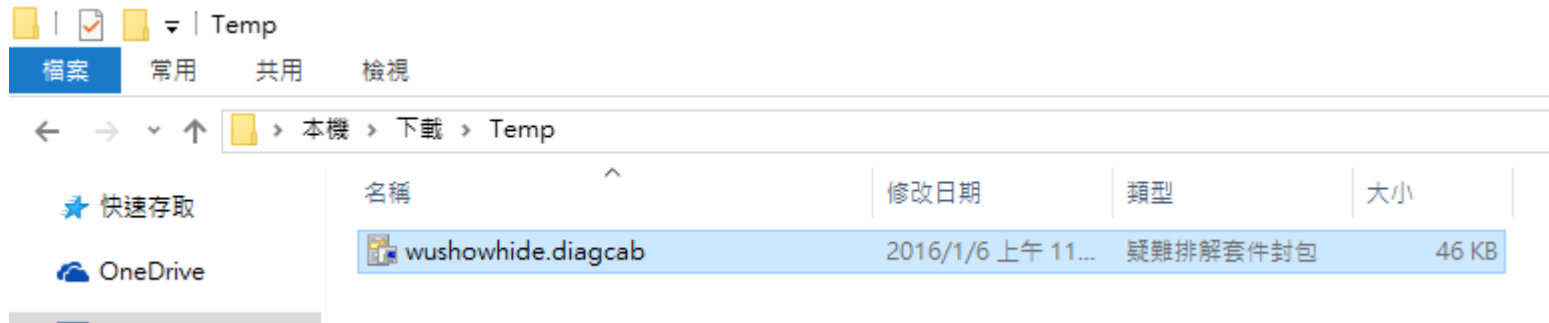 Temp
檔案 常用 共用 檢視
本機 下載 Temp
名稱 修改日期 類型 大小
快速存取
wushowhide.diagcab 2016/1/6 上午 11... 疑難排解套件封包 46 KB
OneDrive